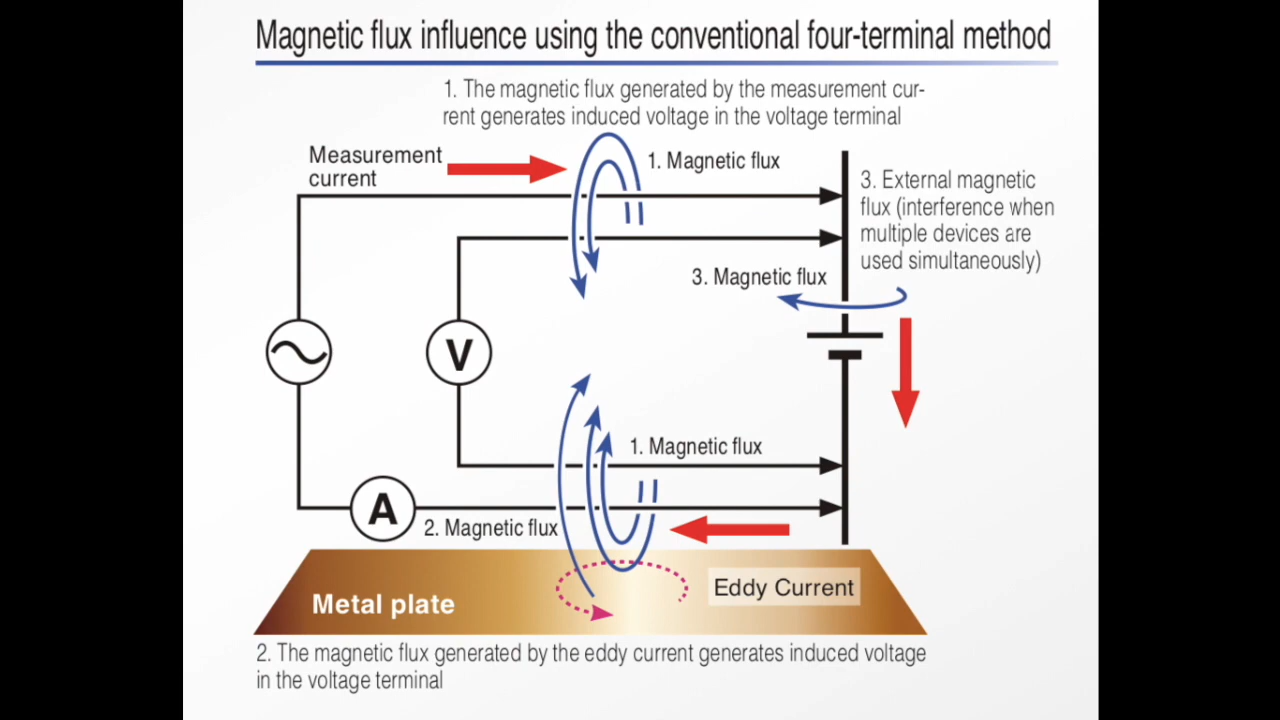 Magnetic flux influence using the conventional four-terminal method
1. The magnetic flux generated by the measurement cur-
rent generates induced voltage in the voltage terminal
Measurement
current
1. Magnetic flux
3. External magnetic
flux (interference when
multiple devices are
used simultaneously)
3. Magnetic flux
V
1. Magnetic flux
A
2. Magnetic flux
Eddy Current
Metal plate
2. The magnetic flux generated by the eddy current generates induced voltage
in the voltage terminal